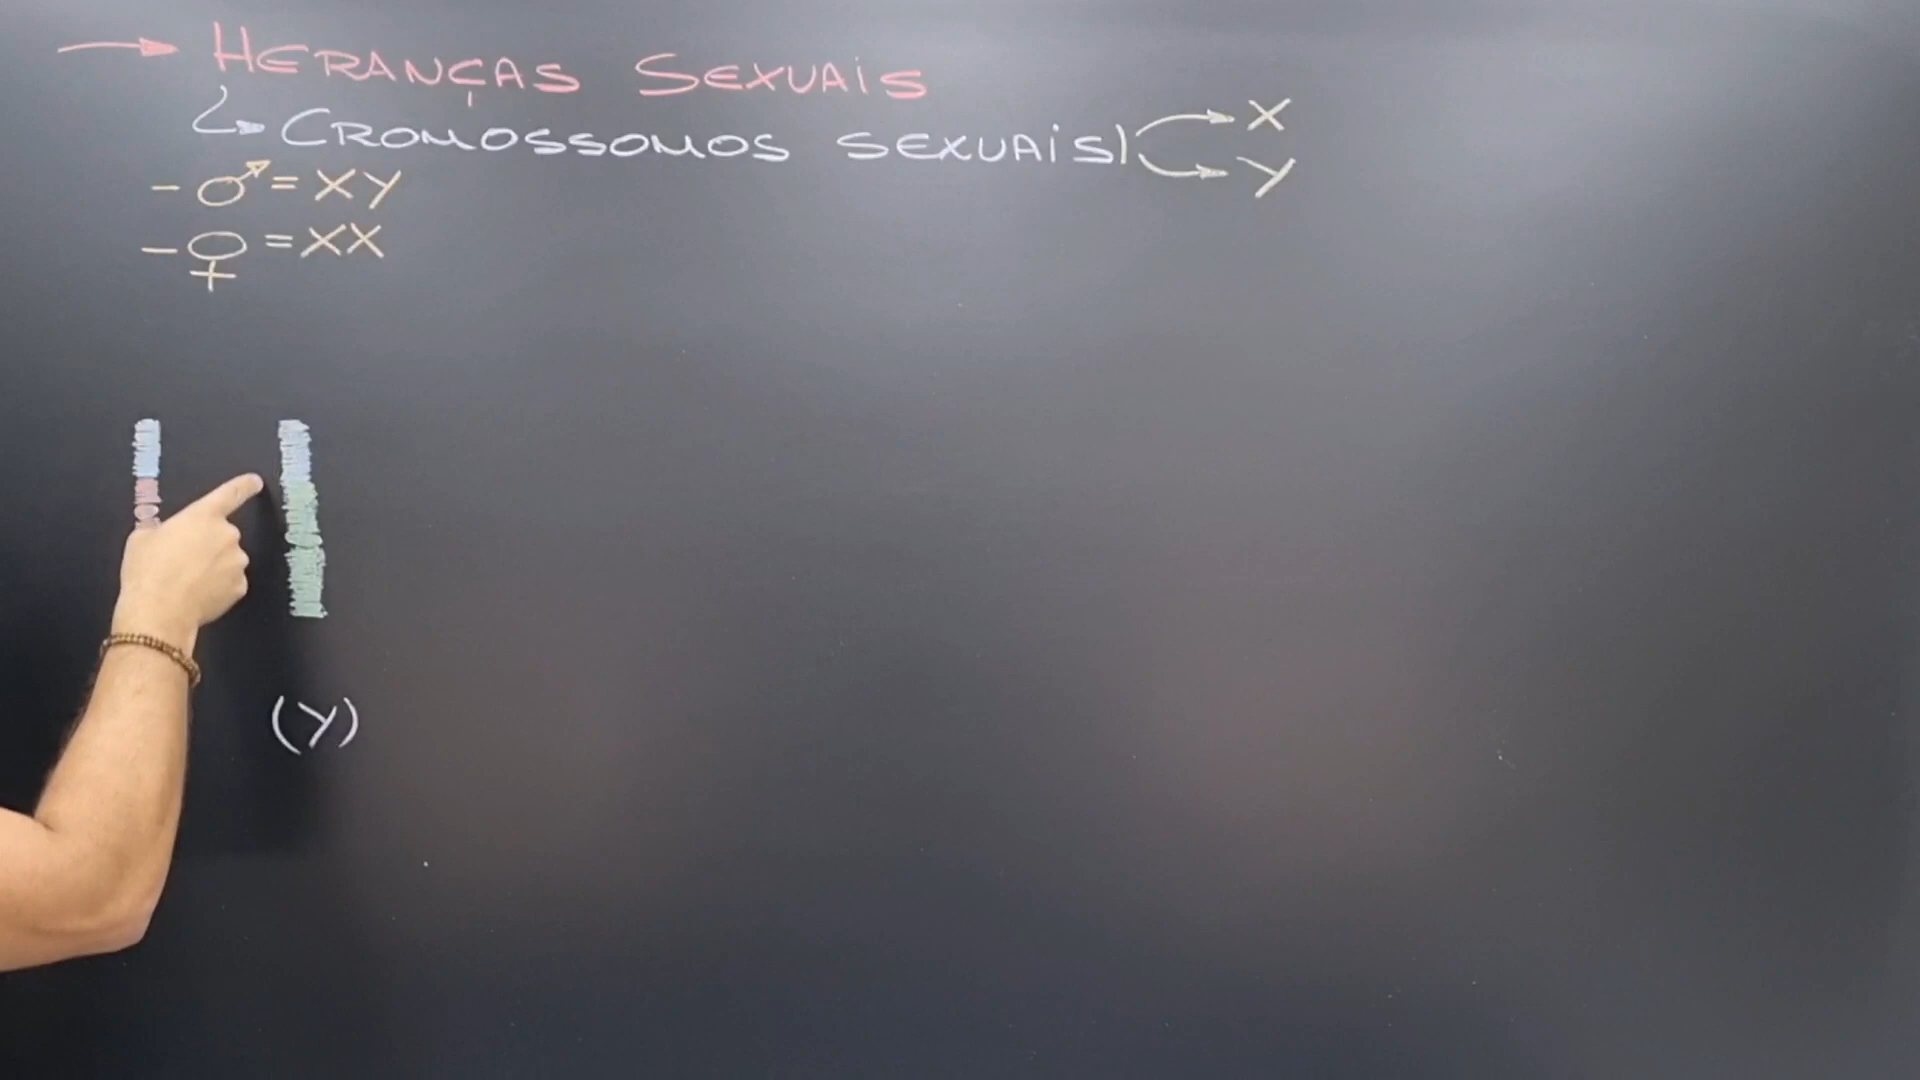 HERANÇAS SEXUAIS
CROMOSSOMOS SEXUAIS
X
Y
- ♂ = XY
- ♀ = XX
(Y)